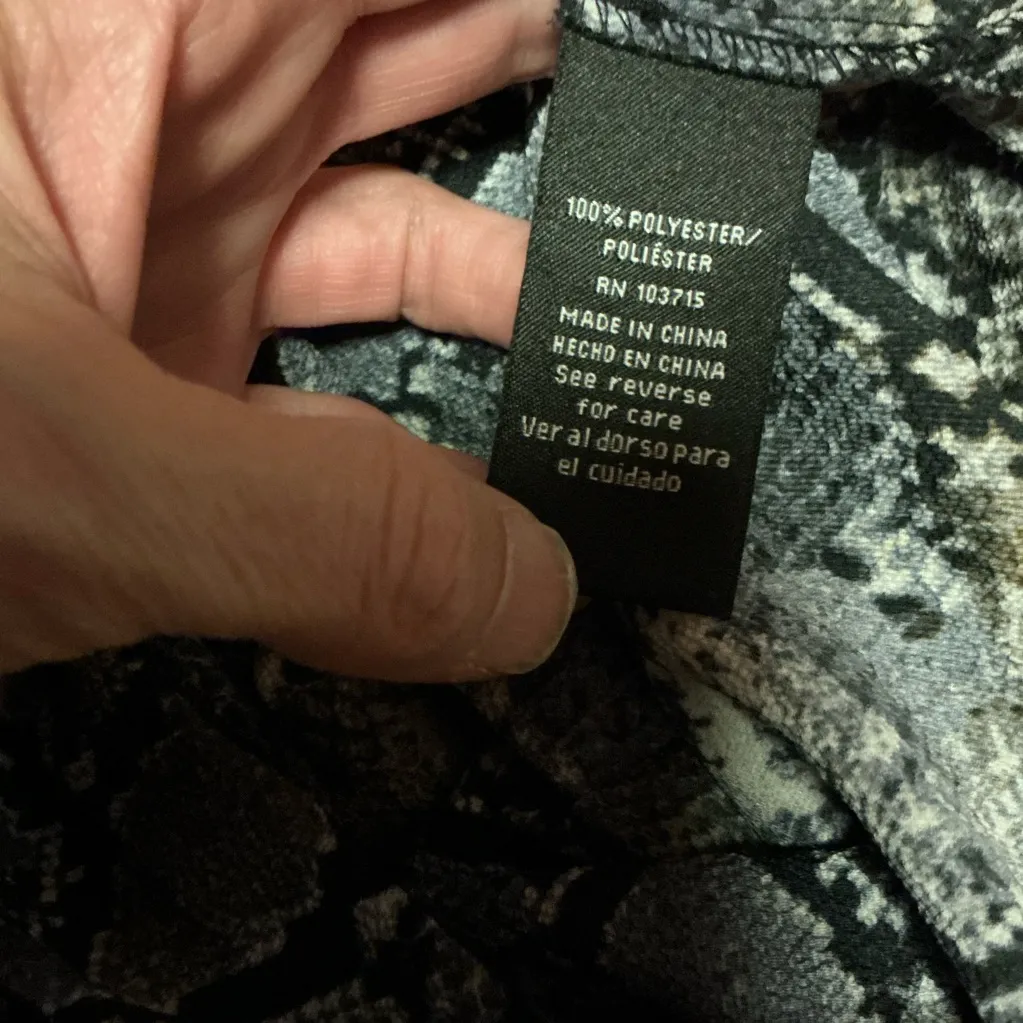 100% POLYESTER/
POLIÉSTER
RN 103715
MADE IN CHINA
HECHO EN CHINA
See reverse
for care
Ver al dorso para
el cuidado